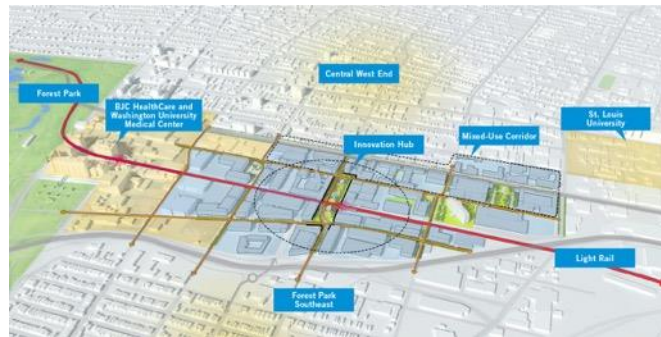 Central West End
Forest Park
BJC HealthCare and
Washington University
Medical Center
St. Louis
University
Mixed-Use Corridor
Innovation Hub
Light Rail
Forest Park
Southeast